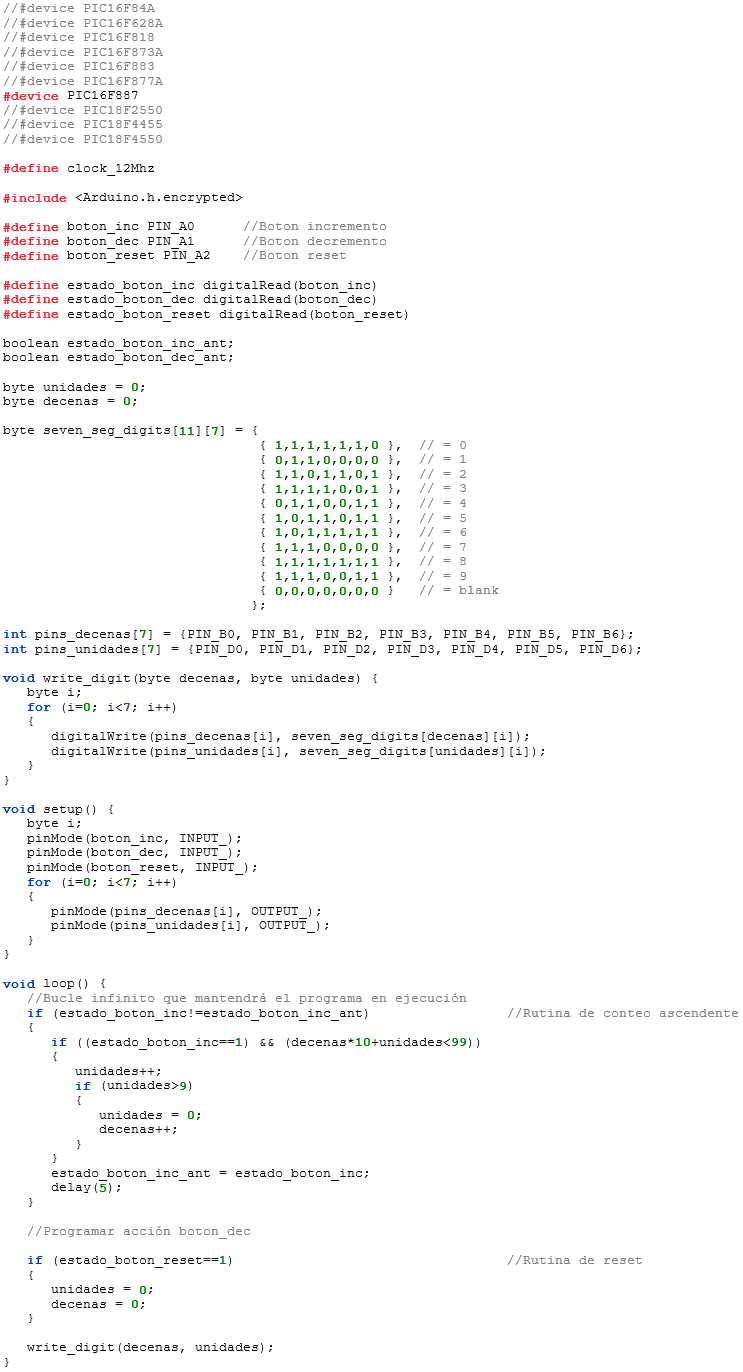 //#device PIC16F84A
//#device PIC16F628A
//#device PIC16F818
//#device PIC16F873A
//#device PIC16F883
//#device PIC16F877A
#device PIC16F887
//#device PIC18F2550
//#device PIC18F4455
//#device PIC18F4550

#define clock_12Mhz

#include <Arduino.h.encrypted>

#define boton_inc PIN_A0      //Boton incremento
#define boton_dec PIN_A1      //Boton decremento
#define boton_reset PIN_A2    //Boton reset

#define estado_boton_inc digitalRead(boton_inc)
#define estado_boton_dec digitalRead(boton_dec)
#define estado_boton_reset digitalRead(boton_reset)

boolean estado_boton_inc_ant;
boolean estado_boton_dec_ant;

byte unidades = 0;
byte decenas = 0;

byte seven_seg_digits[11][7] = {
                                { 1,1,1,1,1,1,0 },  // = 0
                                { 0,1,1,0,0,0,0 },  // = 1
                                { 1,1,0,1,1,0,1 },  // = 2
                                { 1,1,1,1,0,0,1 },  // = 3
                                { 0,1,1,0,0,1,1 },  // = 4
                                { 1,0,1,1,0,1,1 },  // = 5
                                { 1,0,1,1,1,1,1 },  // = 6
                                { 1,1,1,0,0,0,0 },  // = 7
                                { 1,1,1,1,1,1,1 },  // = 8
                                { 1,1,1,0,0,1,1 },  // = 9
                                { 0,0,0,0,0,0,0 }   // = blank
                               };

int pins_decenas[7] = {PIN_B0, PIN_B1, PIN_B2, PIN_B3, PIN_B4, PIN_B5, PIN_B6};
int pins_unidades[7] = {PIN_D0, PIN_D1, PIN_D2, PIN_D3, PIN_D4, PIN_D5, PIN_D6};

void write_digit(byte decenas, byte unidades) {
   byte i;
   for (i=0; i<7; i++)
   {
      digitalWrite(pins_decenas[i], seven_seg_digits[decenas][i]);
      digitalWrite(pins_unidades[i], seven_seg_digits[unidades][i]);
   }
}

void setup() {
   byte i;
   pinMode(boton_inc, INPUT_);
   pinMode(boton_dec, INPUT_);
   pinMode(boton_reset, INPUT_);
   for (i=0; i<7; i++)
   {
      pinMode(pins_decenas[i], OUTPUT_);
      pinMode(pins_unidades[i], OUTPUT_);
   }
}

void loop() {
   //Bucle infinito que mantendrá el programa en ejecución
   if (estado_boton_inc!=estado_boton_inc_ant)                 //Rutina de conteo ascendente
   {
      if ((estado_boton_inc==1) && (decenas*10+unidades<99))
      {
         unidades++;
         if (unidades>9)
         {
            unidades = 0;
            decenas++;
         }
      }
      estado_boton_inc_ant = estado_boton_inc;
      delay(5);
   }

   //Programar acción boton_dec

   if (estado_boton_reset==1)                                  //Rutina de reset
   {
      unidades = 0;
      decenas = 0;
   }

   write_digit(decenas, unidades);
}